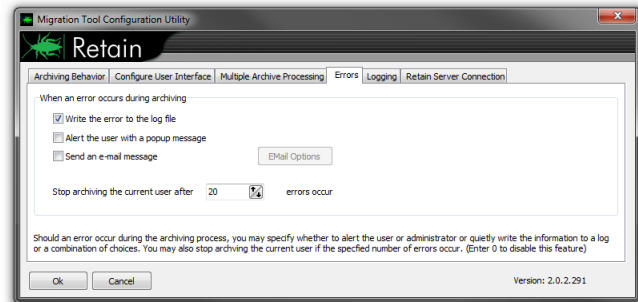 Migration Tool Configuration Utility
Retain
Archiving Behavior Configure User Interface Multiple Archive Processing Errors Logging Retain Server Connection
When an error occurs during archiving
Write the error to the log file
Alert the user with a popup message
Send an e-mail message EMail Options
Stop archiving the current user after 20 errors occur
Should an error occur during the archiving process, you may specify whether to alert the user or administrator or quietly write the information to a log
or a combination of choices. You may also stop archving the current user if the specfied number of errors occur. (Enter 0 to disable this feature)
Ok Cancel Version: 2.0.2.291